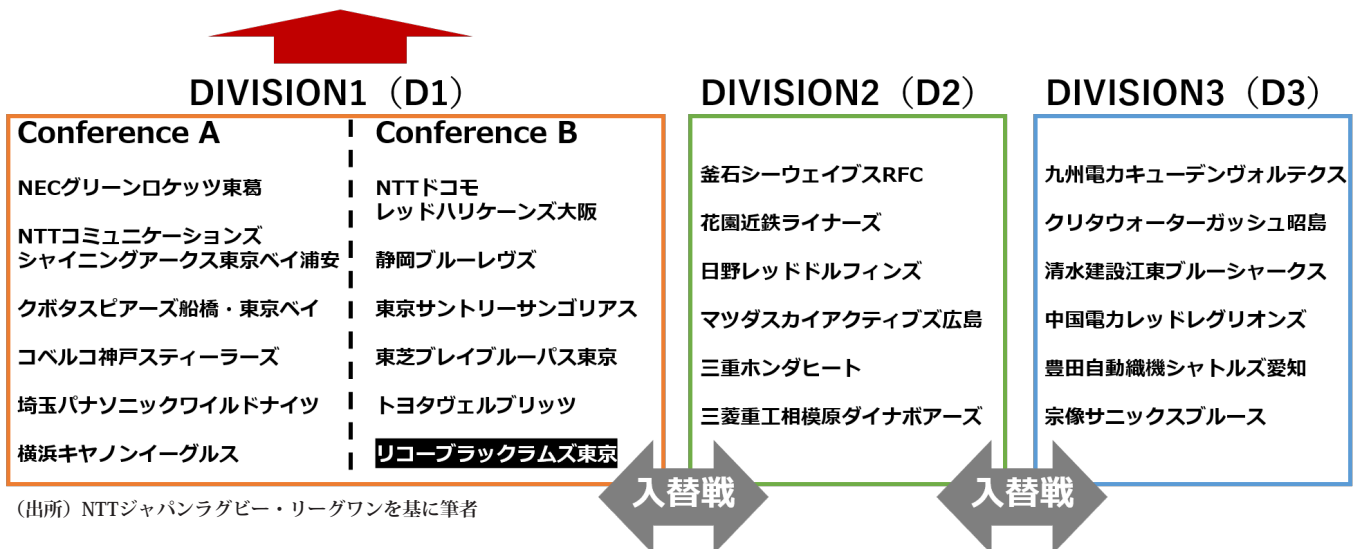 DIVISION1（D1）
Conference A
NECグリーンロケッツ東葛
NTTコミュニケーションズ
シャイニングアークス東京ベイ浦安
クボタスピアーズ船橋・東京ベイ
コベルコ神戸スティーラーズ
埼玉パナソニックワイルドナイツ
横浜キヤノンイーグルス
Conference B
NTTドコモ
レッドハリケーンズ大阪
静岡ブルーレヴズ
東京サントリーサンゴリアス
東芝ブレイブルーパス東京
トヨタヴェルブリッツ
リコーブラックラムズ東京
DIVISION2（D2）
釜石シーウェイブスRFC
花園近鉄ライナーズ
日野レッドドルフィンズ
マツダスカイアクティブズ広島
三重ホンダヒート
三菱重工相模原ダイナボアーズ
DIVISION3（D3）
九州電力キューデンヴォルテクス
クリタウォーターガッシュ昭島
清水建設江東ブルーシャークス
中国電力レッドレグリオンズ
豊田自動織機シャトルズ愛知
宗像サニックスブルース
入替戦
入替戦
（出所）NTTジャパンラグビー・リーグワンを基に筆者